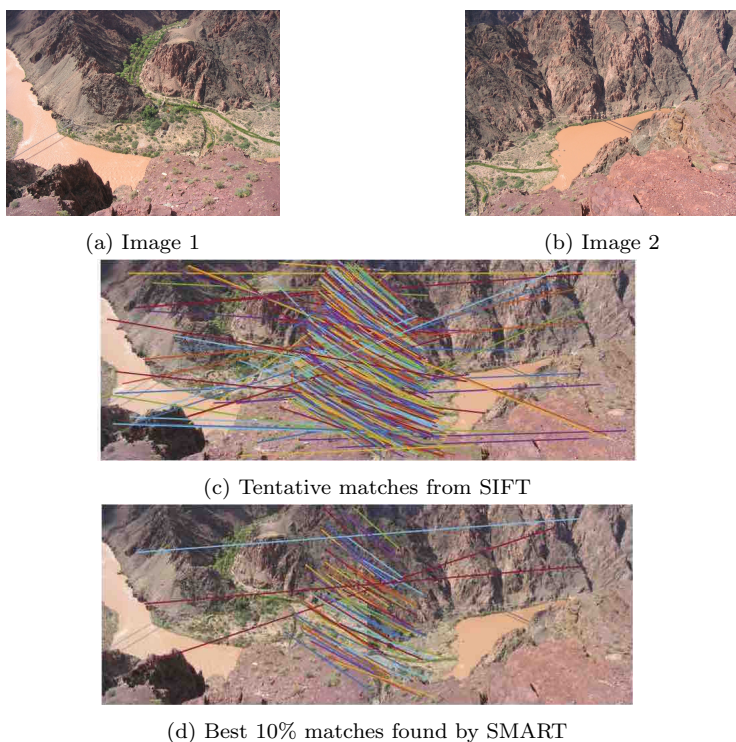 (a) Image 1
(b) Image 2
(c) Tentative matches from SIFT
(d) Best 10% matches found by SMART